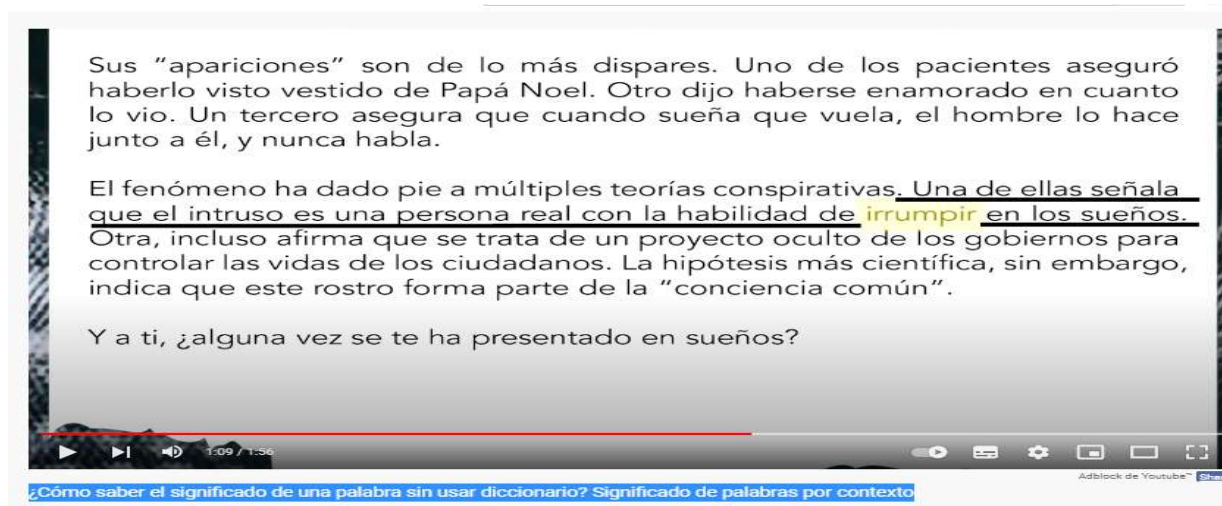 Sus “apariciones” son de lo más dispares. Uno de los pacientes aseguró
haberlo visto vestido de Papá Noel. Otro dijo haberse enamorado en cuanto
lo vio. Un tercero asegura que cuando sueña que vuela, el hombre lo hace
junto a él, y nunca habla.
El fenómeno ha dado pie a múltiples teorías conspirativas. Una de ellas señala
que el intruso es una persona real con la habilidad de irrumpir en los sueños.
Otra, incluso afirma que se trata de un proyecto oculto de los gobiernos para
controlar las vidas de los ciudadanos. La hipótesis más científica, sin embargo,
indica que este rostro forma parte de la “conciencia común”.
Y a ti, ¿alguna vez se te ha presentado en sueños?
1:09 / 1:56
Adblock de Youtube™
¿Cómo saber el significado de una palabra sin usar diccionario? Significado de palabras por contexto